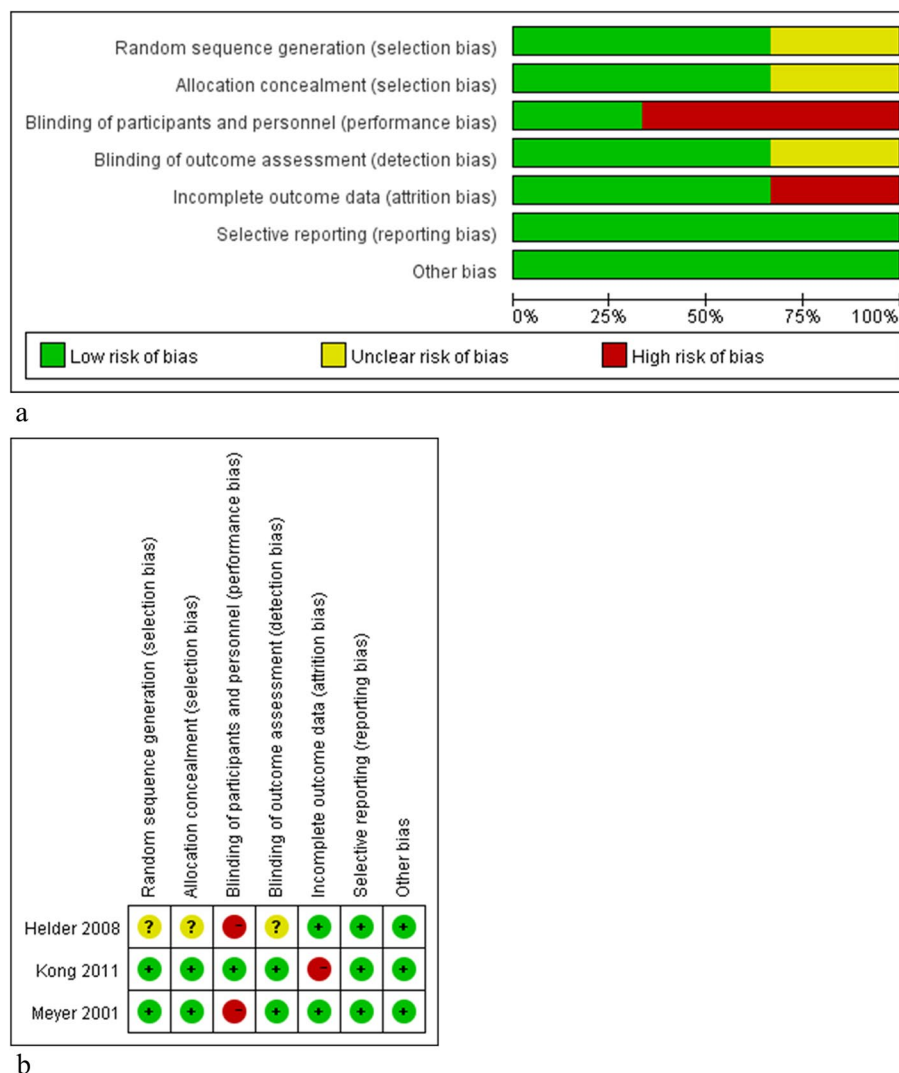 Random sequence generation (selection bias)
Allocation concealment (selection bias)
Blinding of participants and personnel (performance bias)
Blinding of outcome assessment (detection bias)
Incomplete outcome data (attrition bias)
Selective reporting (reporting bias)
Other bias
0% 25% 50% 75% 100%
Low risk of bias Unclear risk of bias High risk of bias
a
Random sequence generation (selection bias)
Allocation concealment (selection bias)
Blinding of participants and personnel (performance bias)
Blinding of outcome assessment (detection bias)
Incomplete outcome data (attrition bias)
Selective reporting (reporting bias)
Other bias
Helder 2008 ? ? - ? + + +
Kong 2011 + + + + - + +
Meyer 2001 + + - + + + +
b